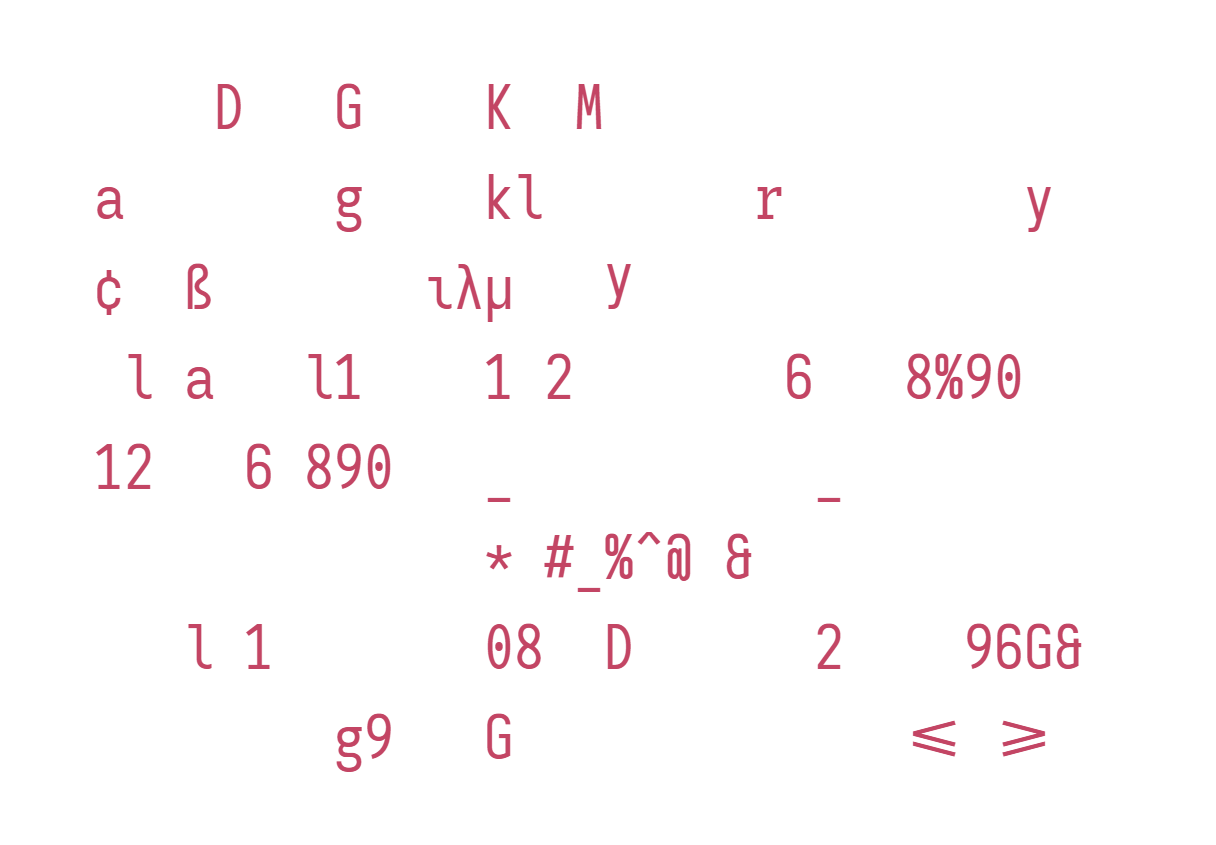 D   G    K  M
a       g    kl       r        y
¢  ß       ιλμ   y
l a   l1    1 2       6   8%90
12   6 890   _          _
* #_%^@ &
l 1       08  D      2    96G&
g9   G             <= >=